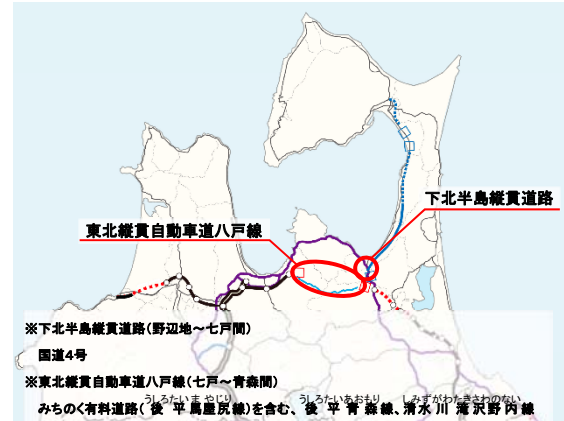 下北半島縦貫道路
東北縦貫自動車道八戸線
※下北半島縦貫道路(野辺地～七戸間)
国道4号
※東北縦貫自動車道八戸線(七戸～青森間)
うしろたいま やじり うしろたいあおもり しみずがわたきさわのない
みちのく有料道路( 後 平 馬屋尻線)を含む、後 平 青 森線、清水 川 滝 沢野 内 線